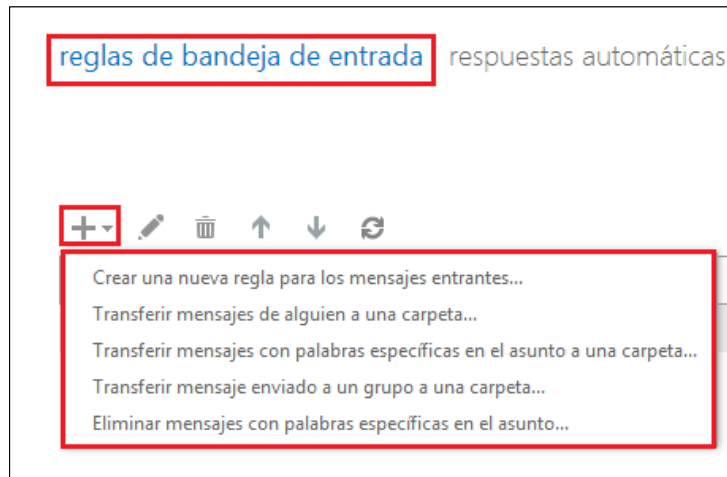 reglas de bandeja de entrada respuestas automáticas
Crear una nueva regla para los mensajes entrantes...
Transferir mensajes de alguien a una carpeta...
Transferir mensajes con palabras específicas en el asunto a una carpeta...
Transferir mensaje enviado a un grupo a una carpeta...
Eliminar mensajes con palabras específicas en el asunto...